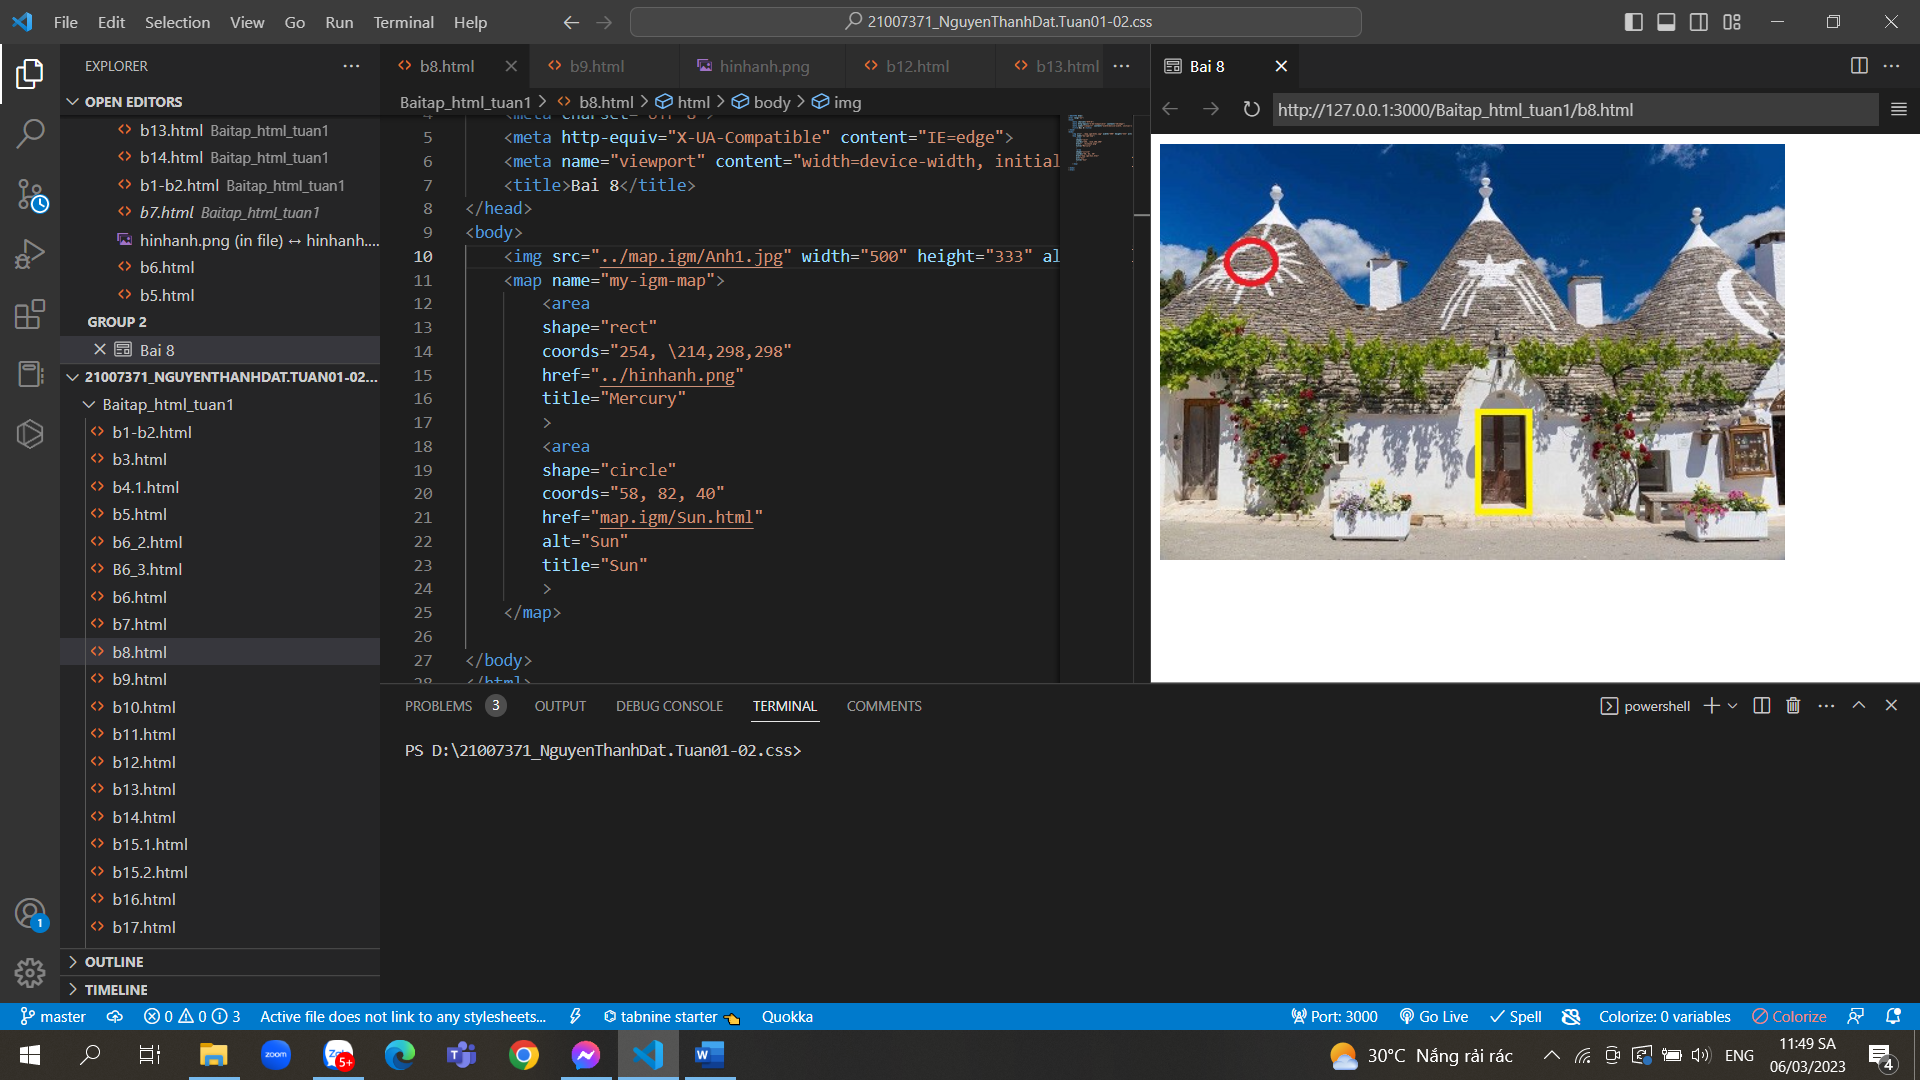 File Edit Selection View Go Run Terminal Help
21007371_NguyenThanhDat.Tuan01-02.css
EXPLORER
OPEN EDITORS
b13.html Baitap_html_tuan1
b14.html Baitap_html_tuan1
b1-b2.html Baitap_html_tuan1
b7.html Baitap_html_tuan1
hinhanh.png (in file) ↔ hinhanh....
b6.html
b5.html
GROUP 2
Bai 8
21007371_NGUYENTHANHDAT.TUAN01-02...
Baitap_html_tuan1
b1-b2.html
b3.html
b4.1.html
b5.html
b6_2.html
B6_3.html
b6.html
b7.html
b8.html
b9.html
b10.html
b11.html
b12.html
b13.html
b14.html
b15.1.html
b15.2.html
b16.html
b17.html
OUTLINE
TIMELINE
b8.html b9.html hinhanh.png b12.html b13.html
Baitap_html_tuan1 > b8.html > html > body > img
5 <meta http-equiv="X-UA-Compatible" content="IE=edge">
6 <meta name="viewport" content="width=device-width, initial
7 <title>Bai 8</title>
8 </head>
9 <body>
10 <img src="../map.igm/Anh1.jpg" width="500" height="333" al
11 <map name="my-igm-map">
12 <area
13 shape="rect"
14 coords="254, \214,298,298"
15 href="../hinhanh.png"
16 title="Mercury"
17 >
18 <area
19 shape="circle"
20 coords="58, 82, 40"
21 href="map.igm/Sun.html"
22 alt="Sun"
23 title="Sun"
24 >
25 </map>
26
27 </body>
28 </html>
Bai 8
http://127.0.0.1:3000/Baitap_html_tuan1/b8.html
PROBLEMS 3 OUTPUT DEBUG CONSOLE TERMINAL COMMENTS
powershell
PS D:\21007371_NguyenThanhDat.Tuan01-02.css>
1
master 0 0 3 Active file does not link to any stylesheets... tabnine starter Quokka
Port: 3000 Go Live Spell Colorize: 0 variables Colorize
zoom
Za 5+
30°C Nắng rải rác ENG
11:49 SA
06/03/2023
4